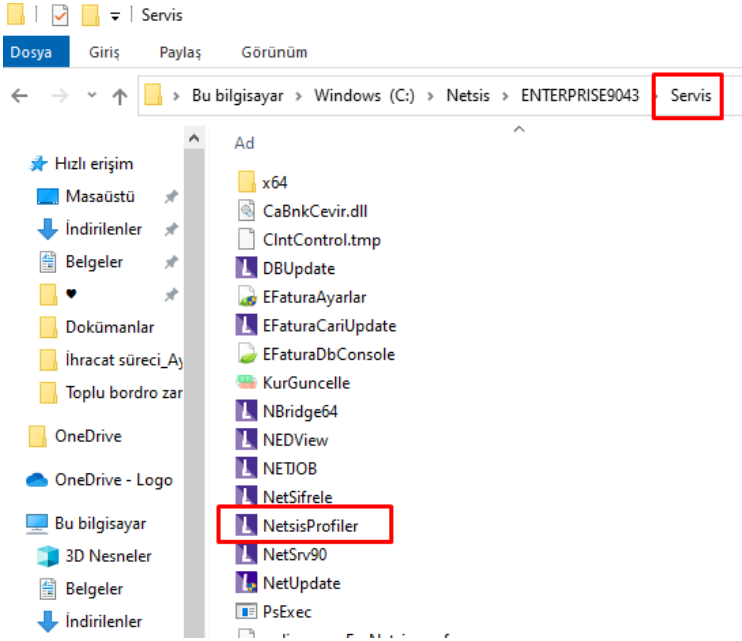 Servis
Dosya Giriş Paylaş Görünüm
Bu bilgisayar > Windows (C:) > Netsis > ENTERPRISE9043 Servis
Ad
Hızlı erişim
Masaüstü
İndirilenler
Belgeler
♥
Dokümanlar
İhracat süreci_Ay
Toplu bordro zar
OneDrive
OneDrive - Logo
Bu bilgisayar
3D Nesneler
Belgeler
İndirilenler
x64
CaBnkCevir.dll
ClntControl.tmp
DBUpdate
EFaturaAyarlar
EFaturaCariUpdate
EFaturaDbConsole
KurGuncelle
NBridge64
NEDView
NETJOB
NetSifrele
NetsisProfiler
NetSrv90
NetUpdate
PsExec